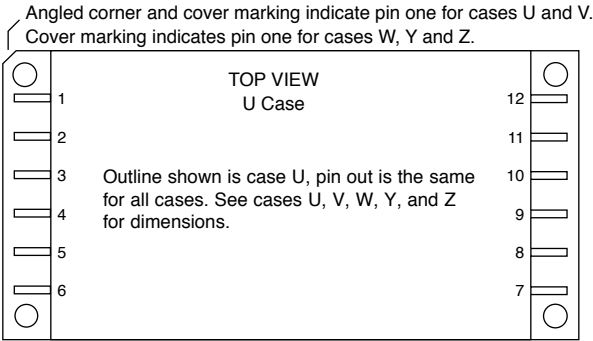 Angled corner and cover marking indicate pin one for cases U and V.
Cover marking indicates pin one for cases W, Y and Z.
TOP VIEW
U Case
1
12
2
11
Outline shown is case U, pin out is the same
3
10
for all cases. See cases U, V, W, Y, and Z
4
9
for dimensions.
5
8
6
7